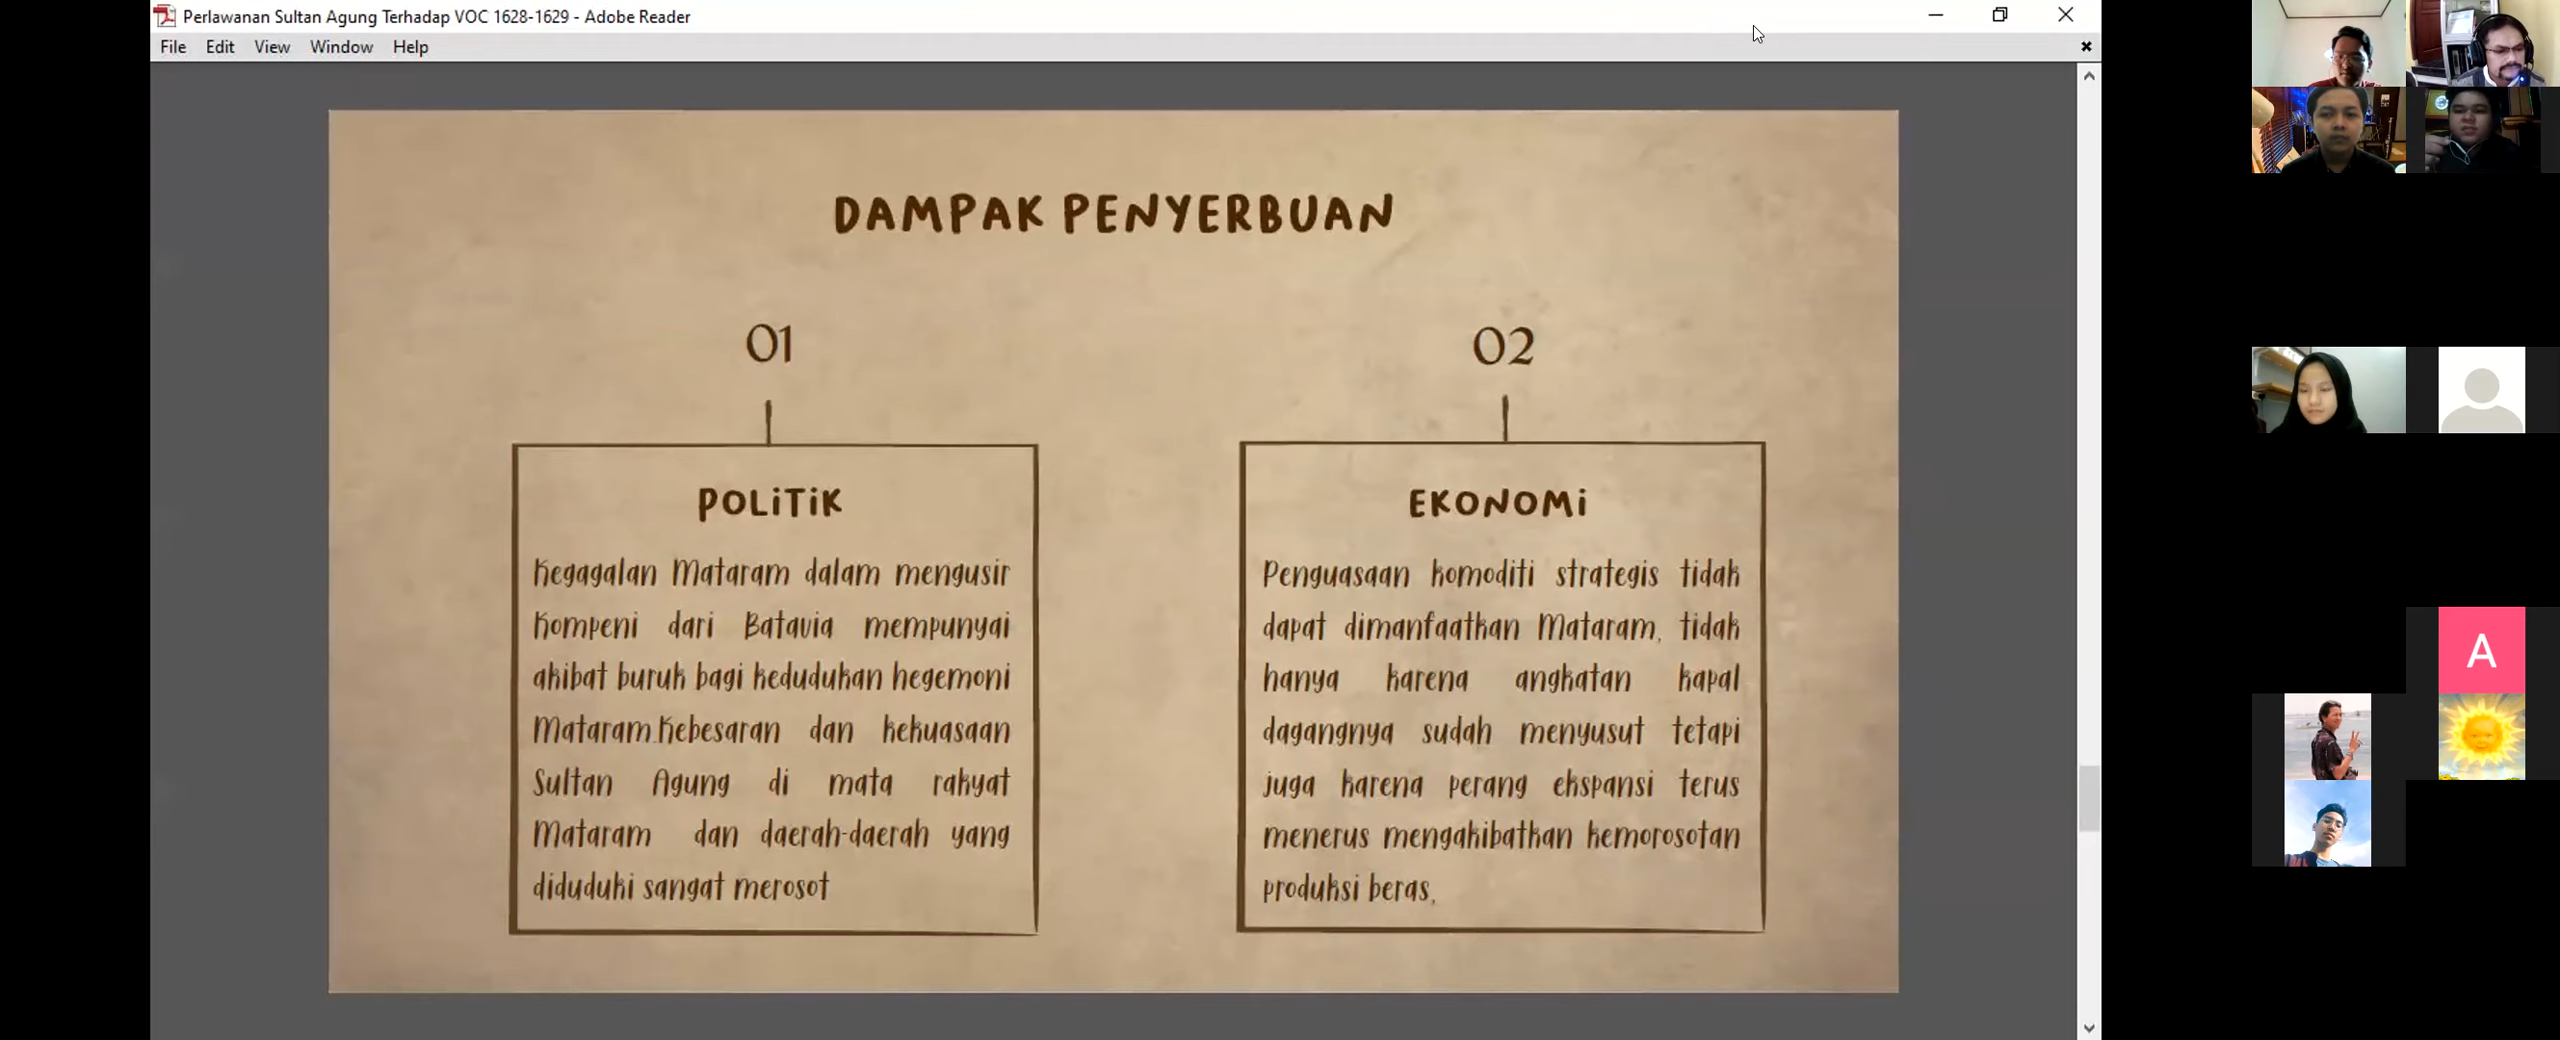 Perlawanan Sultan Agung Terhadap VOC 1628-1629 - Adobe Reader
File Edit View Window Help
DAMPAK PENYERBUAN
01
POLITIK
Kegagalan Mataram dalam mengusir
Kompeni dari Batavia mempunyai
akibat buruk bagi kedudukan hegemoni
Mataram.Kebesaran dan kekuasaan
Sultan Agung di mata rakyat
Mataram dan daerah-daerah yang
diduduki sangat merosot
02
EKONOMI
Penguasaan komoditi strategis tidak
dapat dimanfaatkan Mataram, tidak
hanya karena angkatan kapal
dagangnya sudah menyusut tetapi
juga karena perang ekspansi terus
menerus mengakibatkan kemorosotan
produksi beras,
A